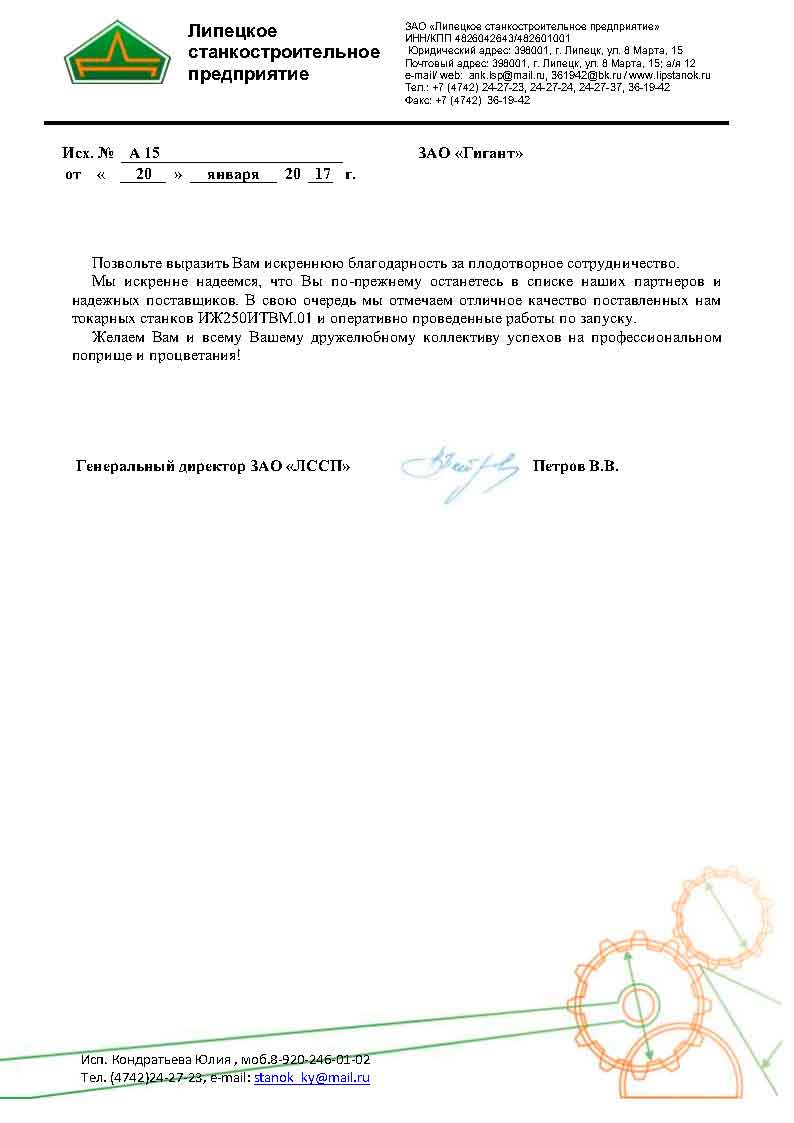 Липецкое
станкостроительное
предприятие
ЗАО «Липецкое станкостроительное предприятие»
ИНН/КПП 4826042643/482601001
Юридический адрес: 398001, г. Липецк, ул. 8 Марта, 15
Почтовый адрес: 398001, г. Липецк, ул. 8 Марта, 15; а/я 12
e-mail/ web: ank.lsp@mail.ru, 361942@bk.ru / www.lipstanok.ru
Тел.: +7 (4742) 24-27-23, 24-27-24, 24-27-37, 36-19-42
Факс: +7 (4742) 36-19-42
Исх. № А 15
от « 20 » января 20 17 г.
ЗАО «Гигант»
Позвольте выразить Вам искреннюю благодарность за плодотворное сотрудничество.
Мы искренне надеемся, что Вы по-прежнему останетесь в списке наших партнеров и
надежных поставщиков. В свою очередь мы отмечаем отличное качество поставленных нам
токарных станков ИЖ250ИТВМ.01 и оперативно проведенные работы по запуску.
Желаем Вам и всему Вашему дружелюбному коллективу успехов на профессиональном
поприще и процветания!
Генеральный директор ЗАО «ЛССП» Петров В.В.
Исп. Кондратьева Юлия , моб.8-920-246-01-02
Тел. (4742)24-27-23, e-mail: stanok_ky@mail.ru